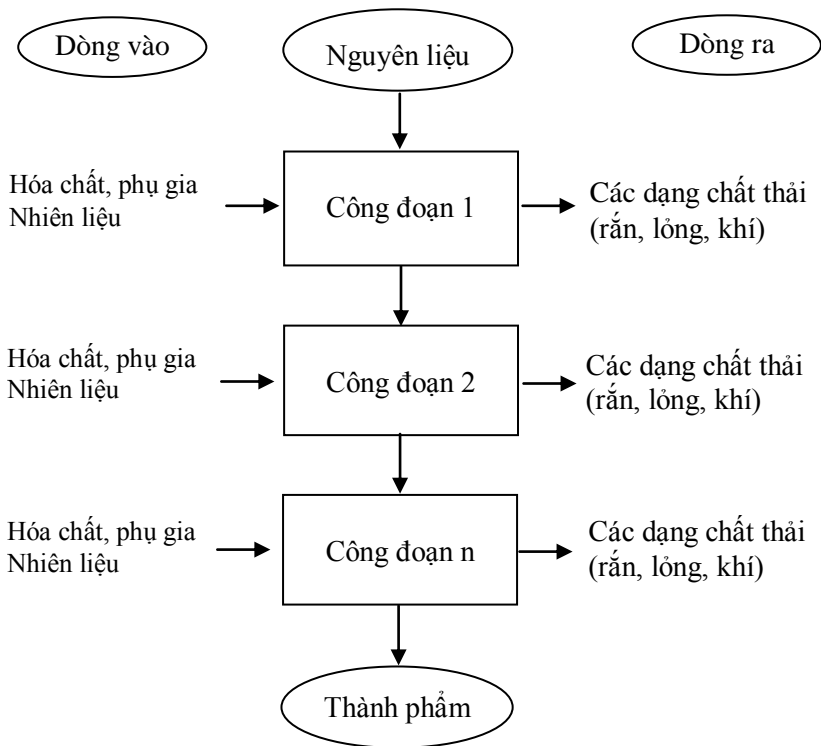 Dòng vào
Nguyên liệu
Dòng ra
Hóa chất, phụ gia
Nhiên liệu
Công đoạn 1
Các dạng chất thải
(rắn, lỏng, khí)
Hóa chất, phụ gia
Nhiên liệu
Công đoạn 2
Các dạng chất thải
(rắn, lỏng, khí)
Hóa chất, phụ gia
Nhiên liệu
Công đoạn n
Các dạng chất thải
(rắn, lỏng, khí)
Thành phẩm